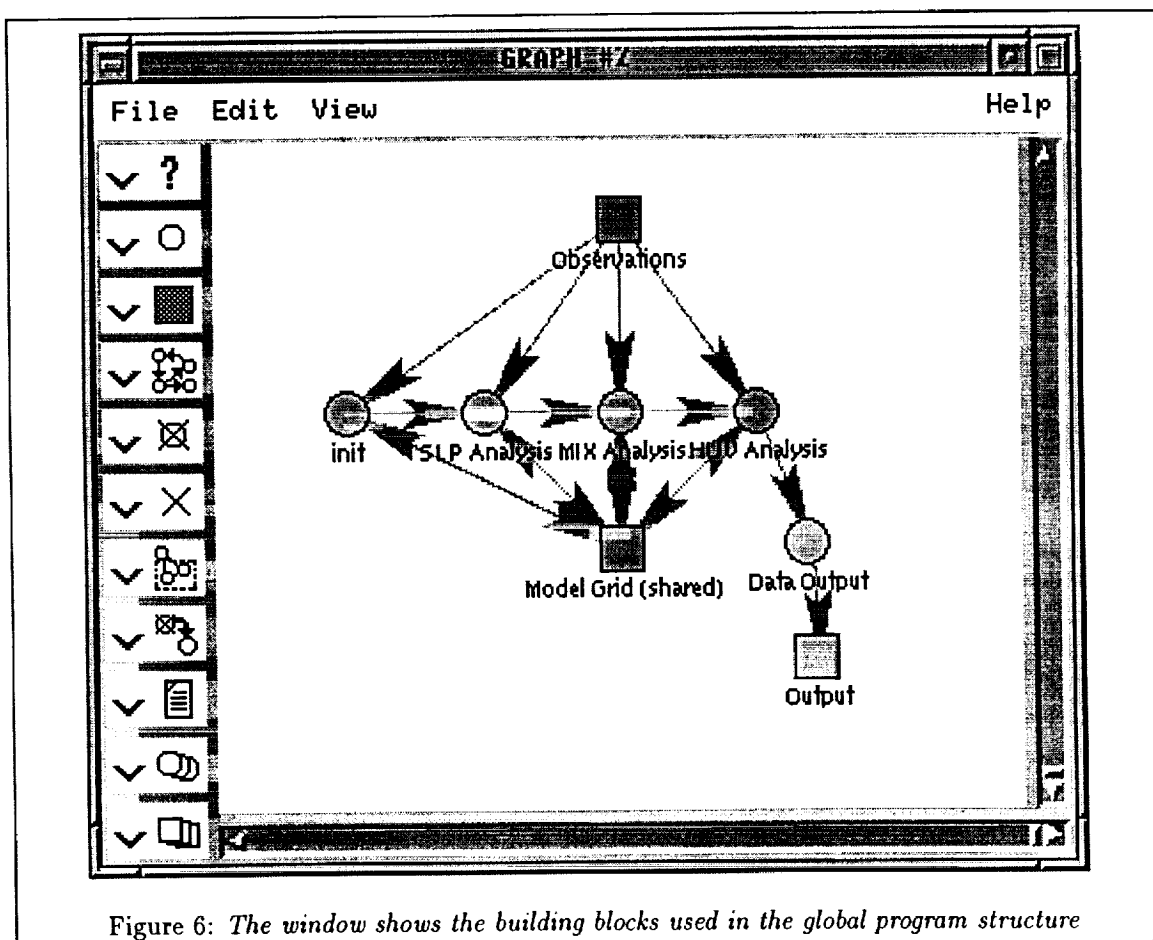 GRAPH #2
File Edit View Help
?
Observations
init SLP Analysis MIX Analysis HUV Analysis
Model Grid (shared) Data Output
Output
Figure 6: The window shows the building blocks used in the global program structure